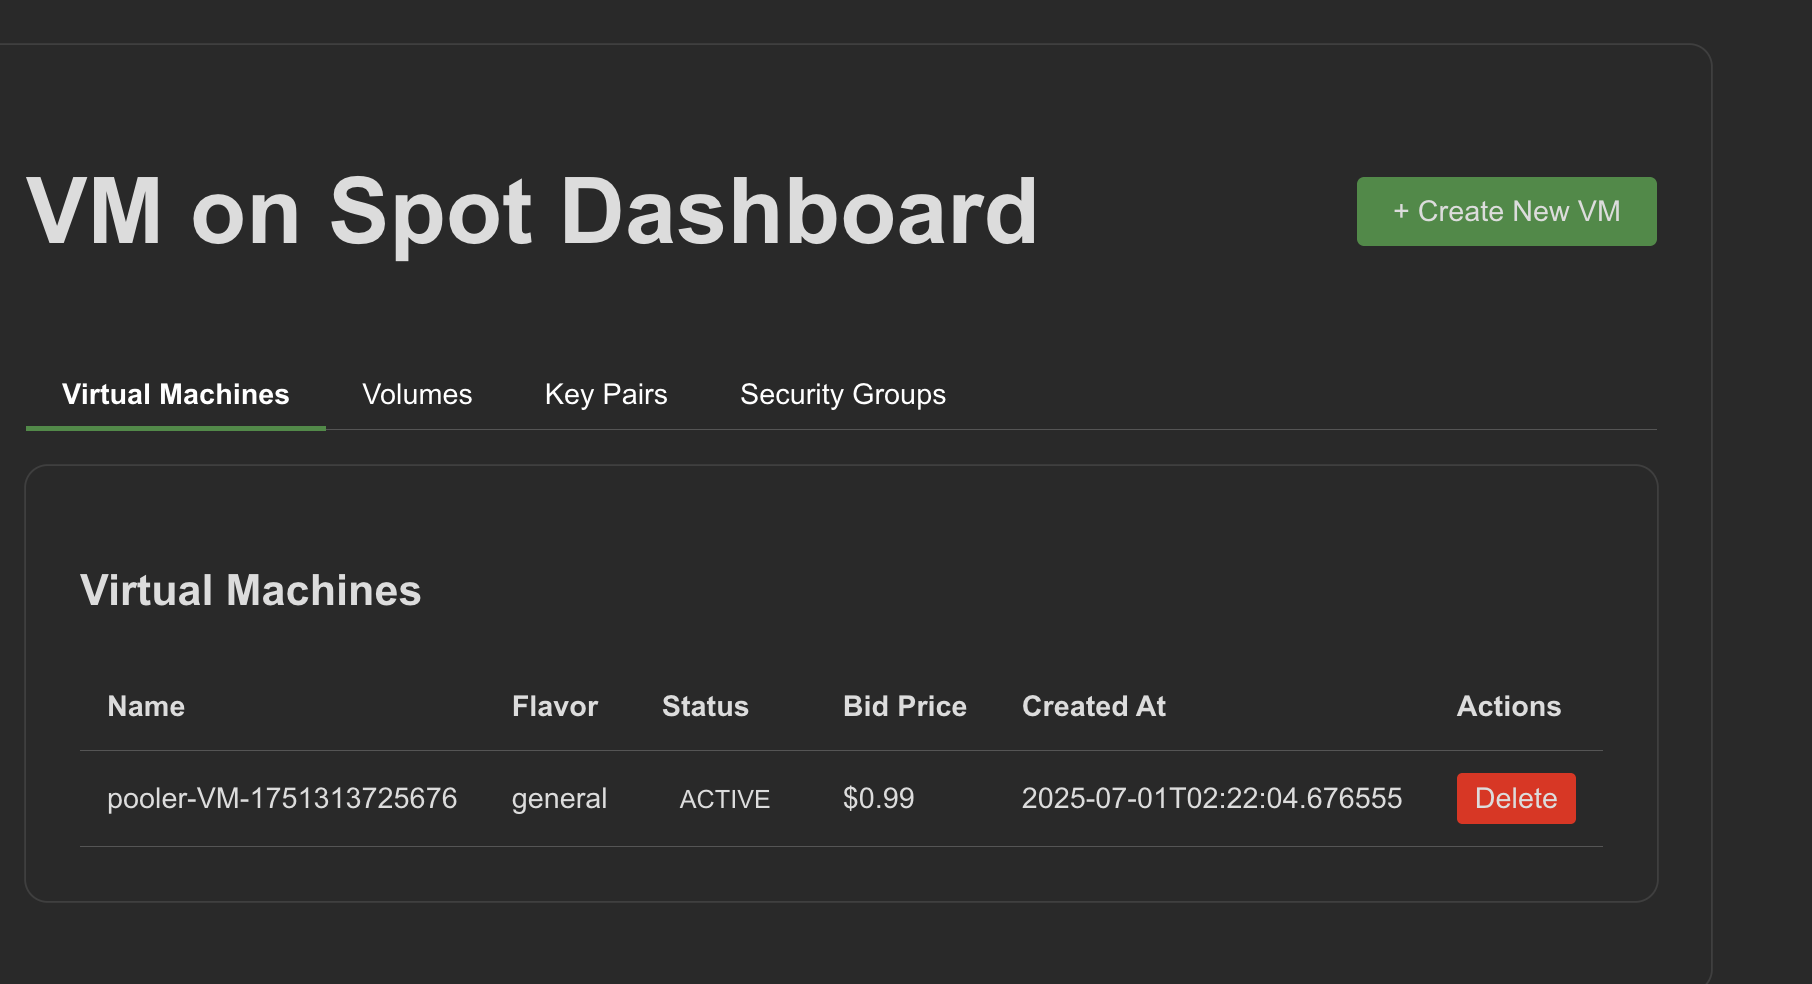 VM on Spot Dashboard
+ Create New VM
Virtual Machines Volumes Key Pairs Security Groups
Virtual Machines
Name Flavor Status Bid Price Created At Actions
pooler-VM-1751313725676 general ACTIVE $0.99 2025-07-01T02:22:04.676555 Delete